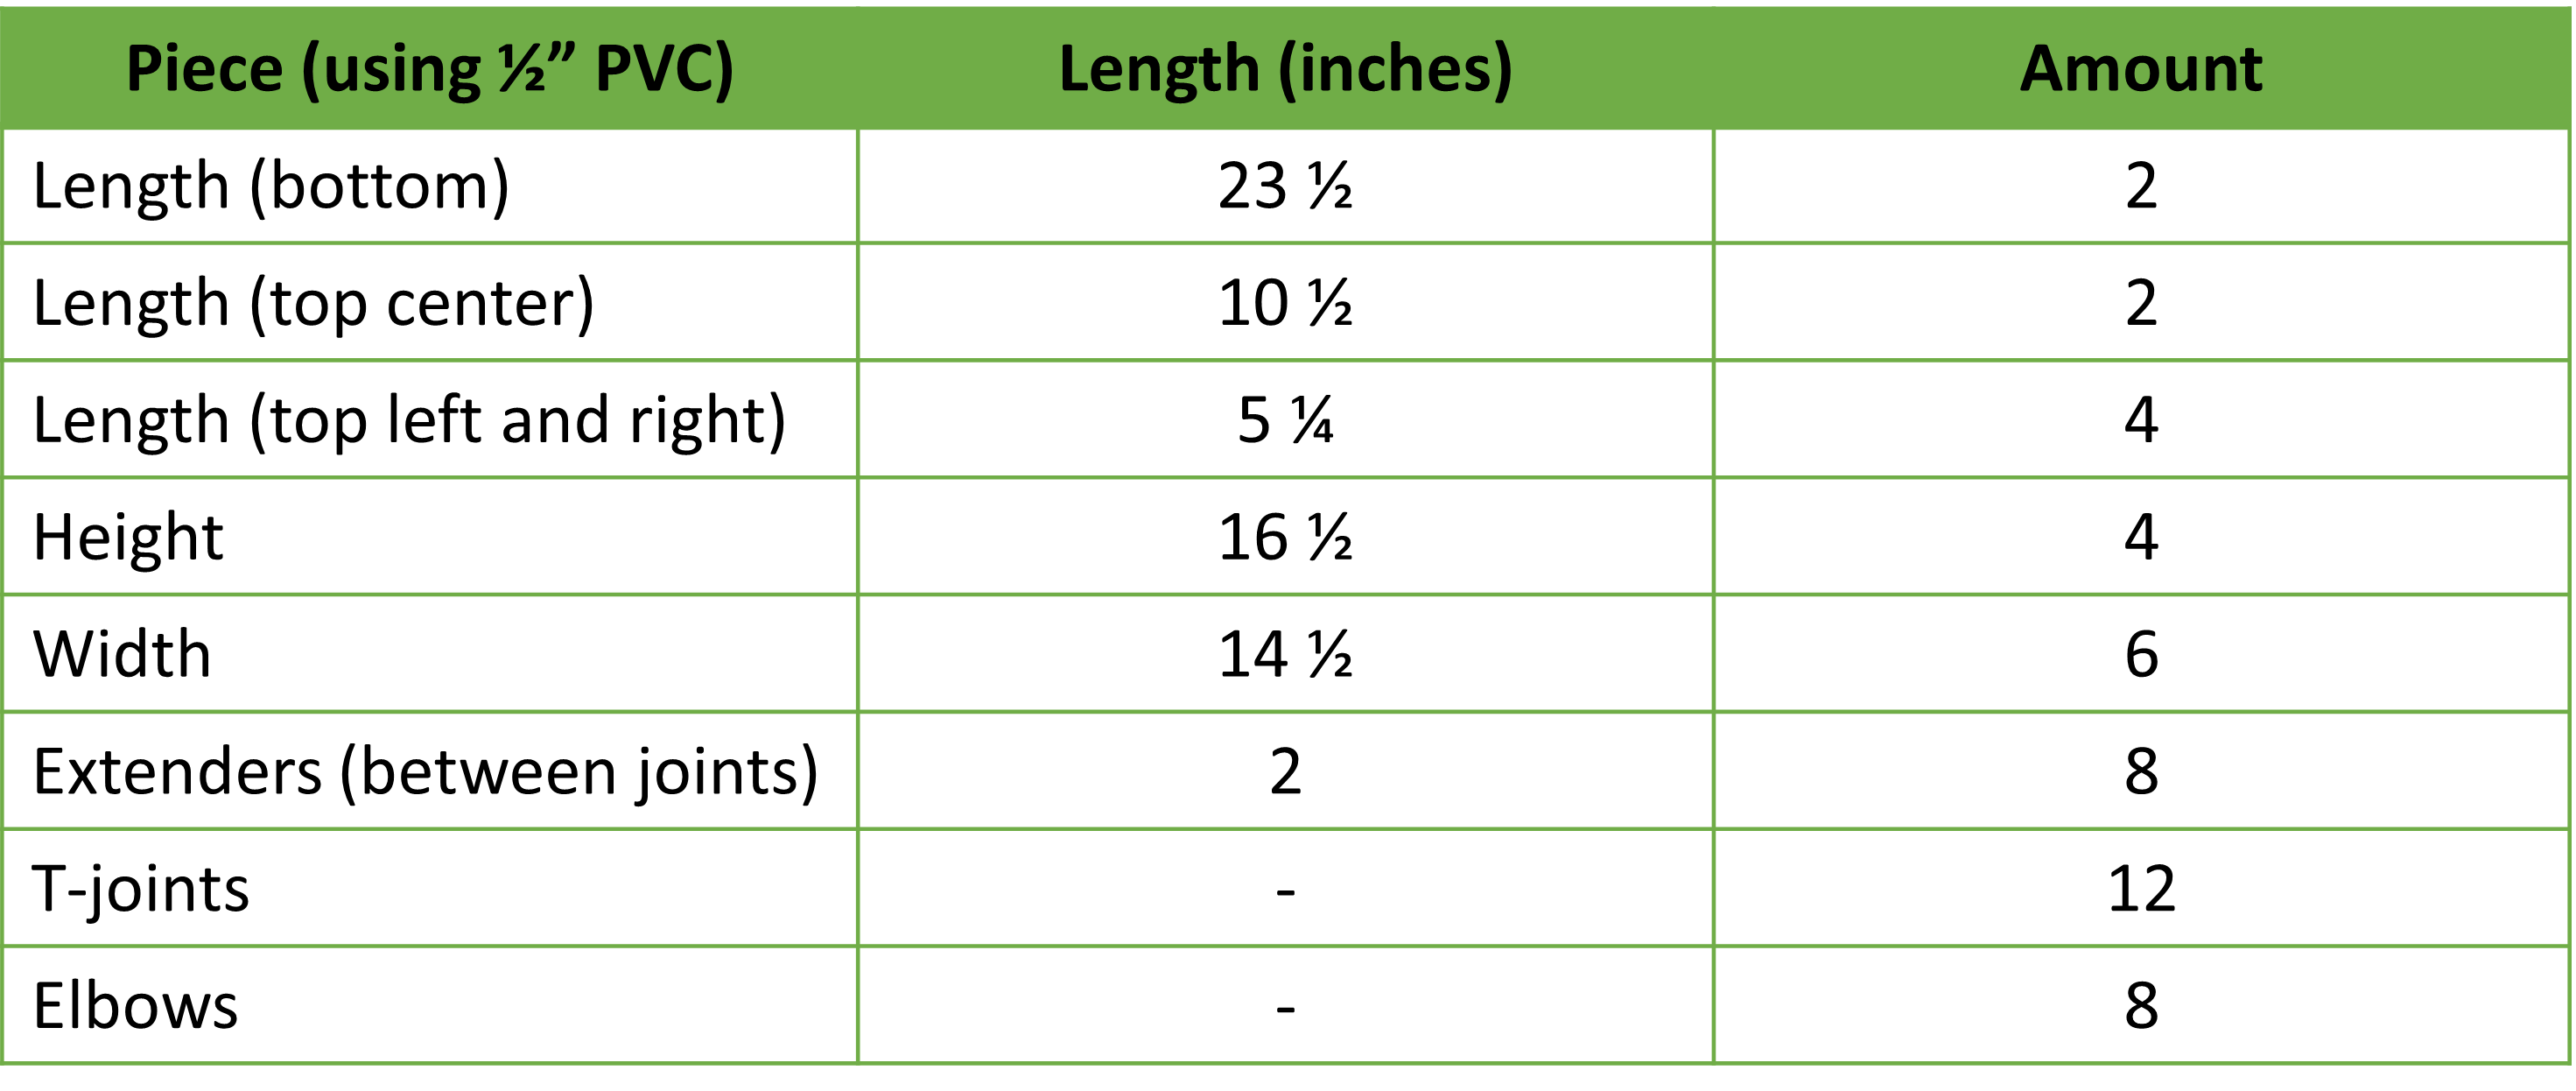 Piece (using ½” PVC) Length (inches) Amount
Length (bottom) 23 ½ 2
Length (top center) 10 ½ 2
Length (top left and right) 5 ¼ 4
Height 16 ½ 4
Width 14 ½ 6
Extenders (between joints) 2 8
T-joints - 12
Elbows - 8